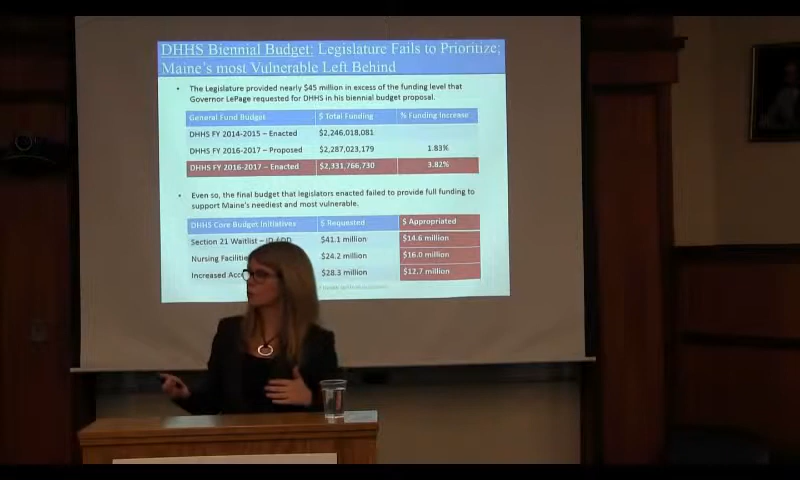 DHHS Biennial Budget: Legislature Fails to Prioritize;
Maine's most Vulnerable Left Behind
• The Legislature provided nearly $45 million in excess of the funding level that
Governor LePage requested for DHHS in his biennial budget proposal.
General Fund Budget $ Total Funding % Funding Increase
DHHS FY 2014-2015 – Enacted $2,246,018,081
DHHS FY 2016-2017 – Proposed $2,287,023,179 1.83%
DHHS FY 2016-2017 – Enacted $2,331,766,730 3.82%
• Even so, the final budget that legislators enacted failed to provide full funding to
support Maine's neediest and most vulnerable.
DHHS Core Budget Initiatives $ Requested $ Appropriated
Section 21 Waitlist – $41.1 million $14.6 million
Nursing Facilities $24.2 million $16.0 million
Increased $28.3 million $12.7 million